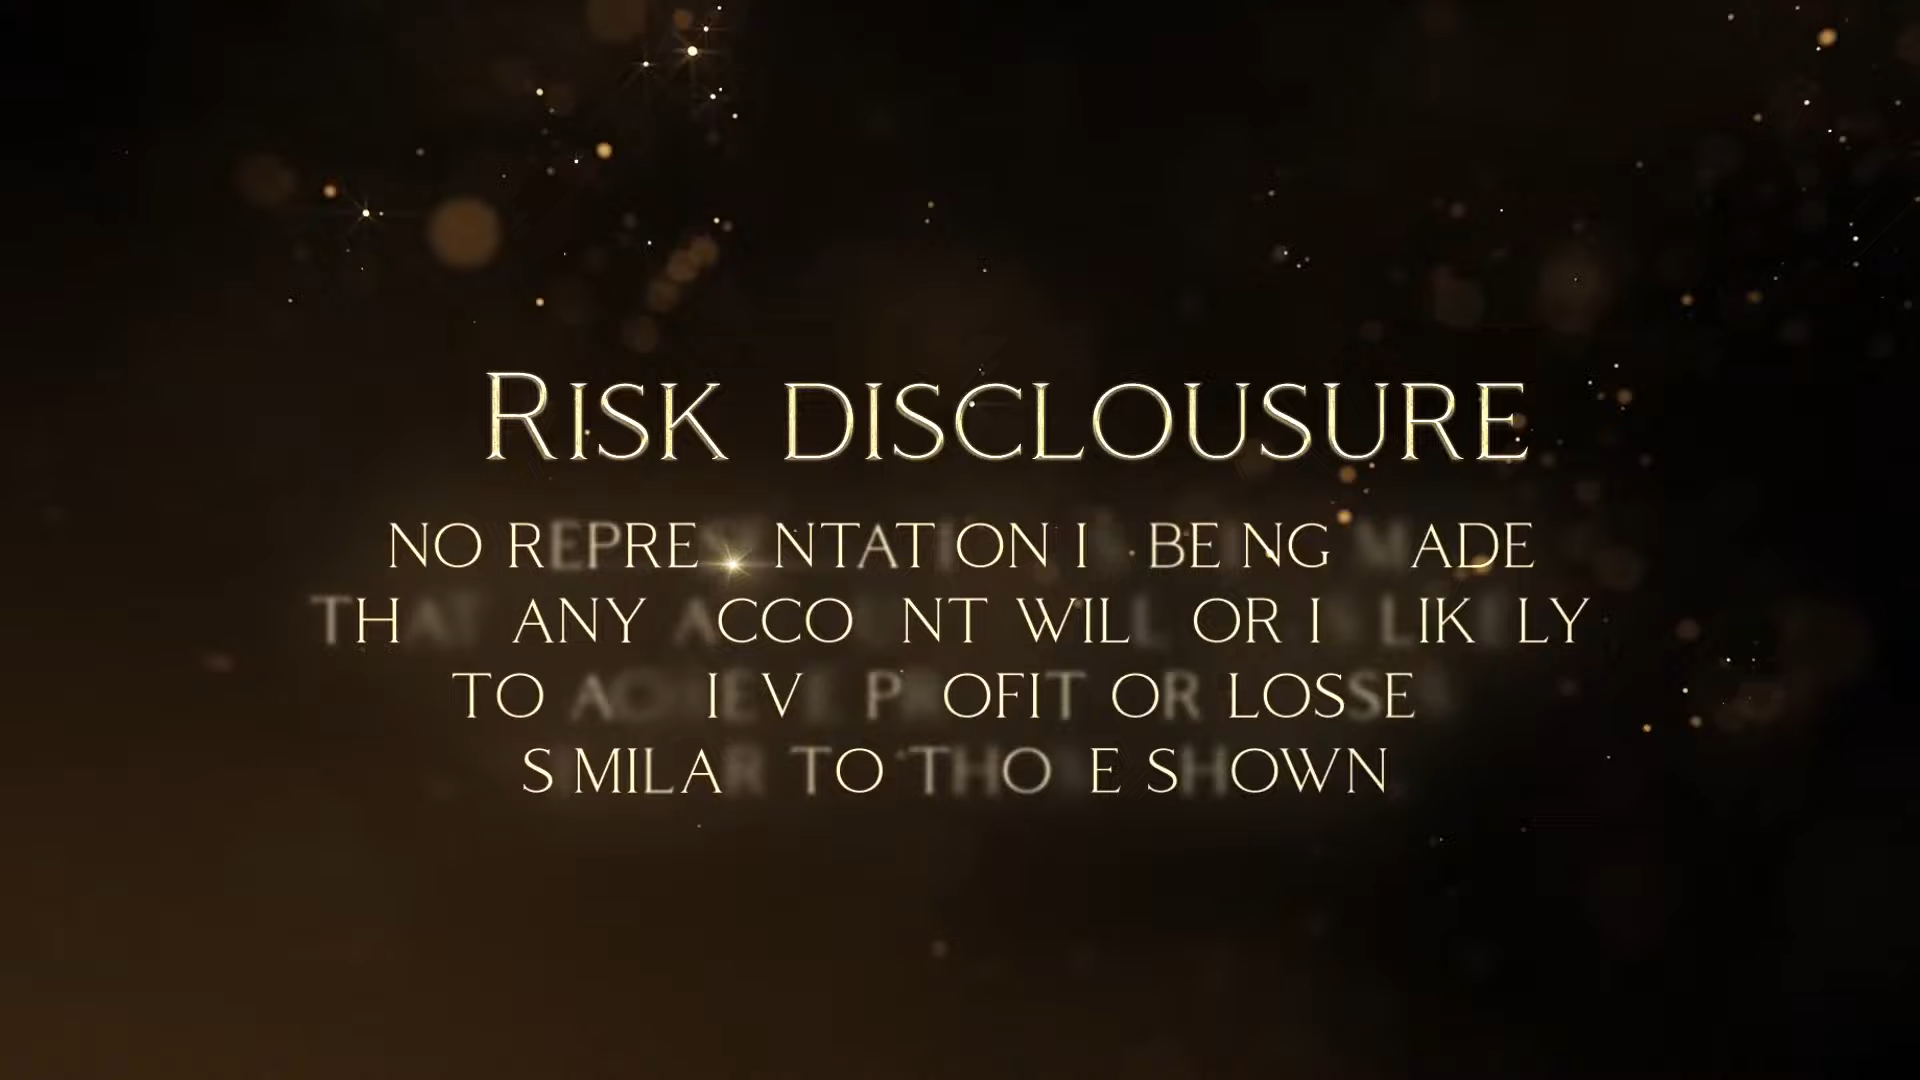 RISK DISCLOUSURE
NO REPRESENTATION IS BEING MADE
THAT ANY ACCOUNT WILL OR IS LIKELY
TO ACHIEVE PROFIT OR LOSSES
SIMILAR TO THOSE SHOWN